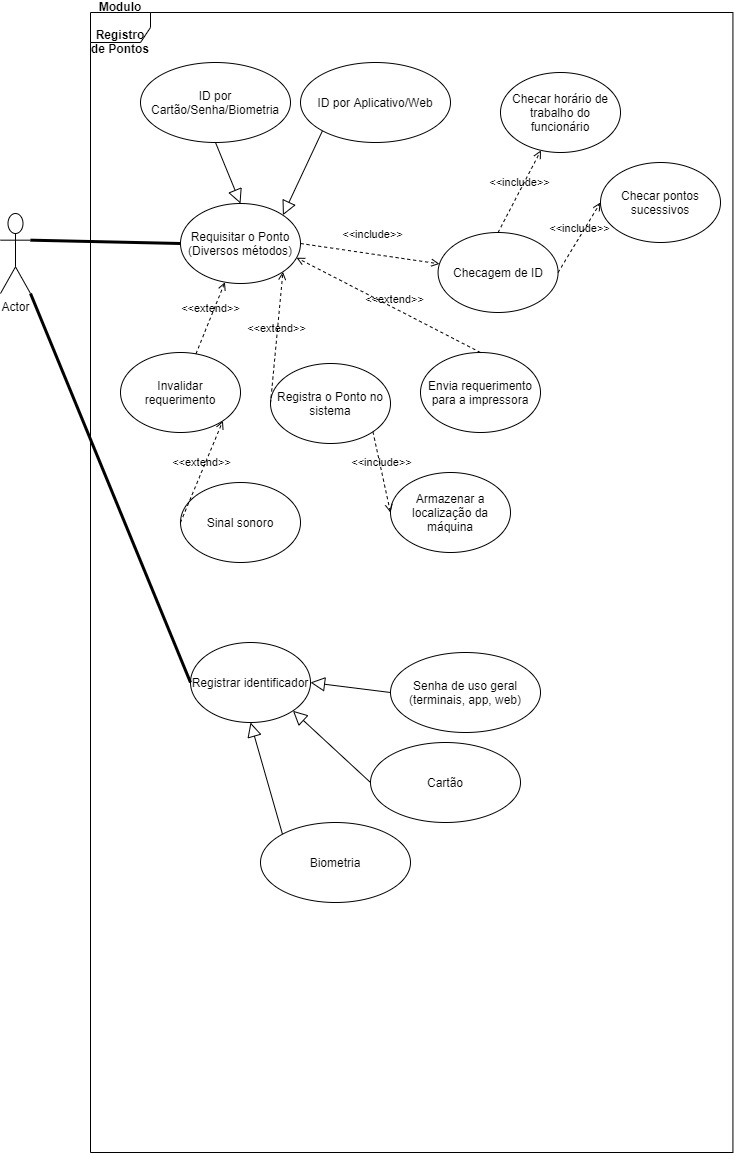 Modulo
Registro
de Pontos
ID por
Cartão/Senha/Biometria
ID por Aplicativo/Web
Checar horário de
trabalho do
funcionário
<<include>>
Checar pontos
sucessivos
<<include>>
Requisitar o Ponto
(Diversos métodos)
<<include>>
Checagem de ID
Actor
<<extend>>
<<extend>>
<<extend>>
Invalidar
requerimento
Registra o Ponto no
sistema
Envia requerimento
para a impressora
<<extend>>
<<include>>
Sinal sonoro
Armazenar a
localização da
máquina
Registrar identificador
Senha de uso geral
(terminais, app, web)
Cartão
Biometria